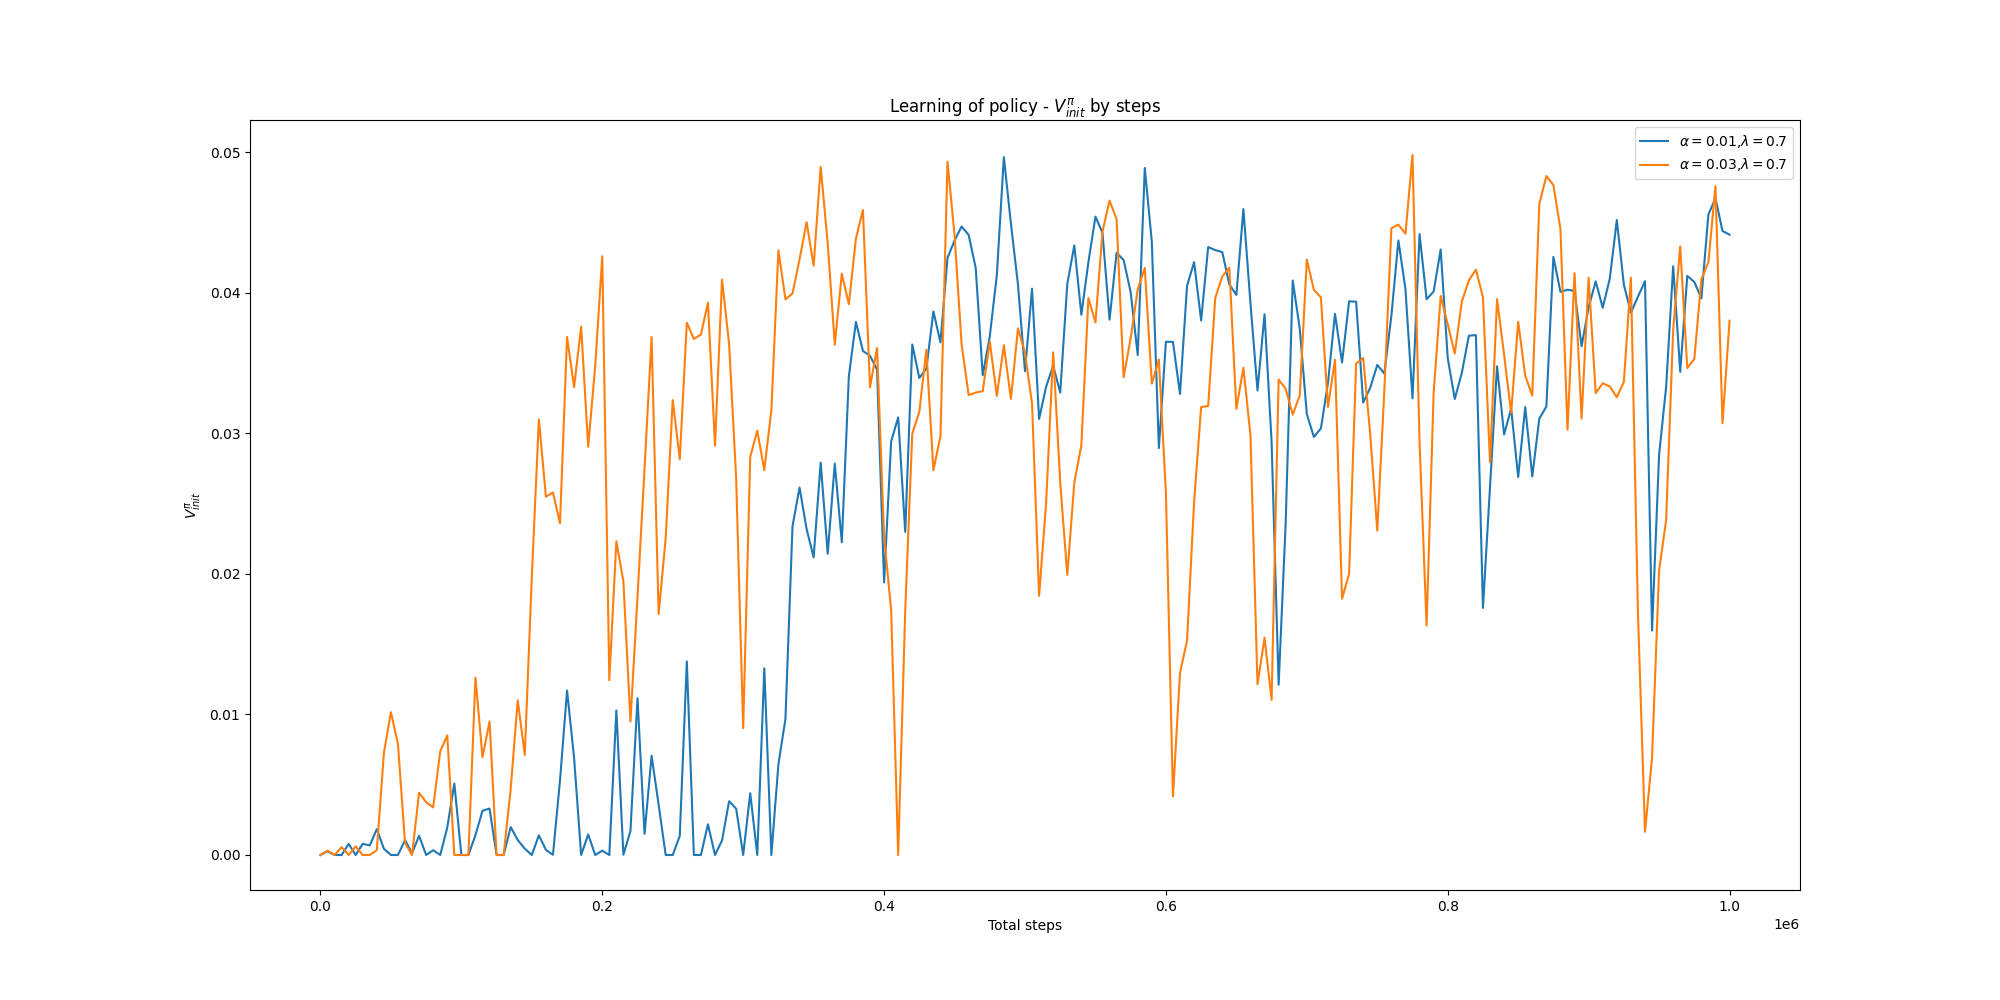 Learning of policy - $V^{\pi}_{init}$ by steps
α = 0.01,λ = 0.7
α = 0.03,λ = 0.7
0.05
0.04
0.03
0.02
0.01
0.00
$V^{\pi}_{init}$
0.0 0.2 0.4 0.6 0.8 1.0
1e6
Total steps